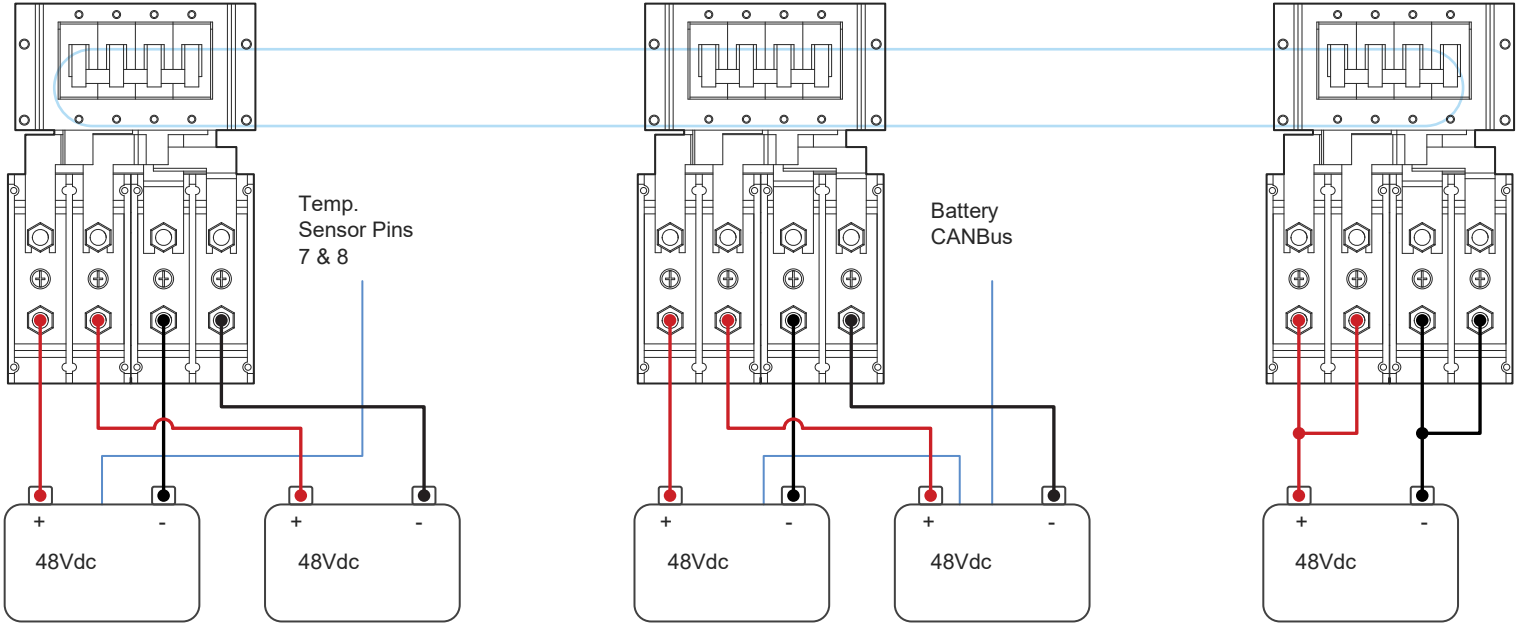 Temp.
Sensor Pins
7 & 8
Battery
CANBus
+ -
48Vdc
+ -
48Vdc
+ -
48Vdc
+ -
48Vdc
+ -
48Vdc